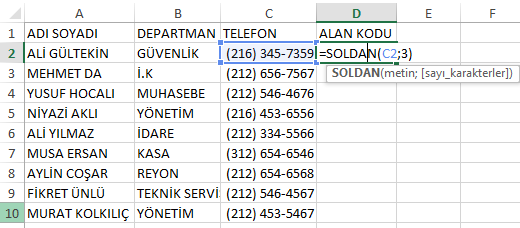 A B C D E F
1 ADI SOYADI DEPARTMAN TELEFON ALAN KODU
2 ALİ GÜLTEKİN GÜVENLİK (216) 345-7359 =SOLDAN(C2;3)
SOLDAN(metin; [sayı_karakterler])
3 MEHMET DA İ.K (212) 656-7567
4 YUSUF HOCALI MUHASEBE (212) 546-4676
5 NİYAZİ AKLI YÖNETİM (216) 453-6556
6 ALİ YILMAZ İDARE (212) 334-5566
7 MUSA ERSAN KASA (312) 654-6546
8 AYLİN COŞAR REYON (212) 654-6568
9 FİKRET ÜNLÜ TEKNİK SERVİS (212) 546-4567
10 MURAT KOLKILIÇ YÖNETİM (212) 453-5467